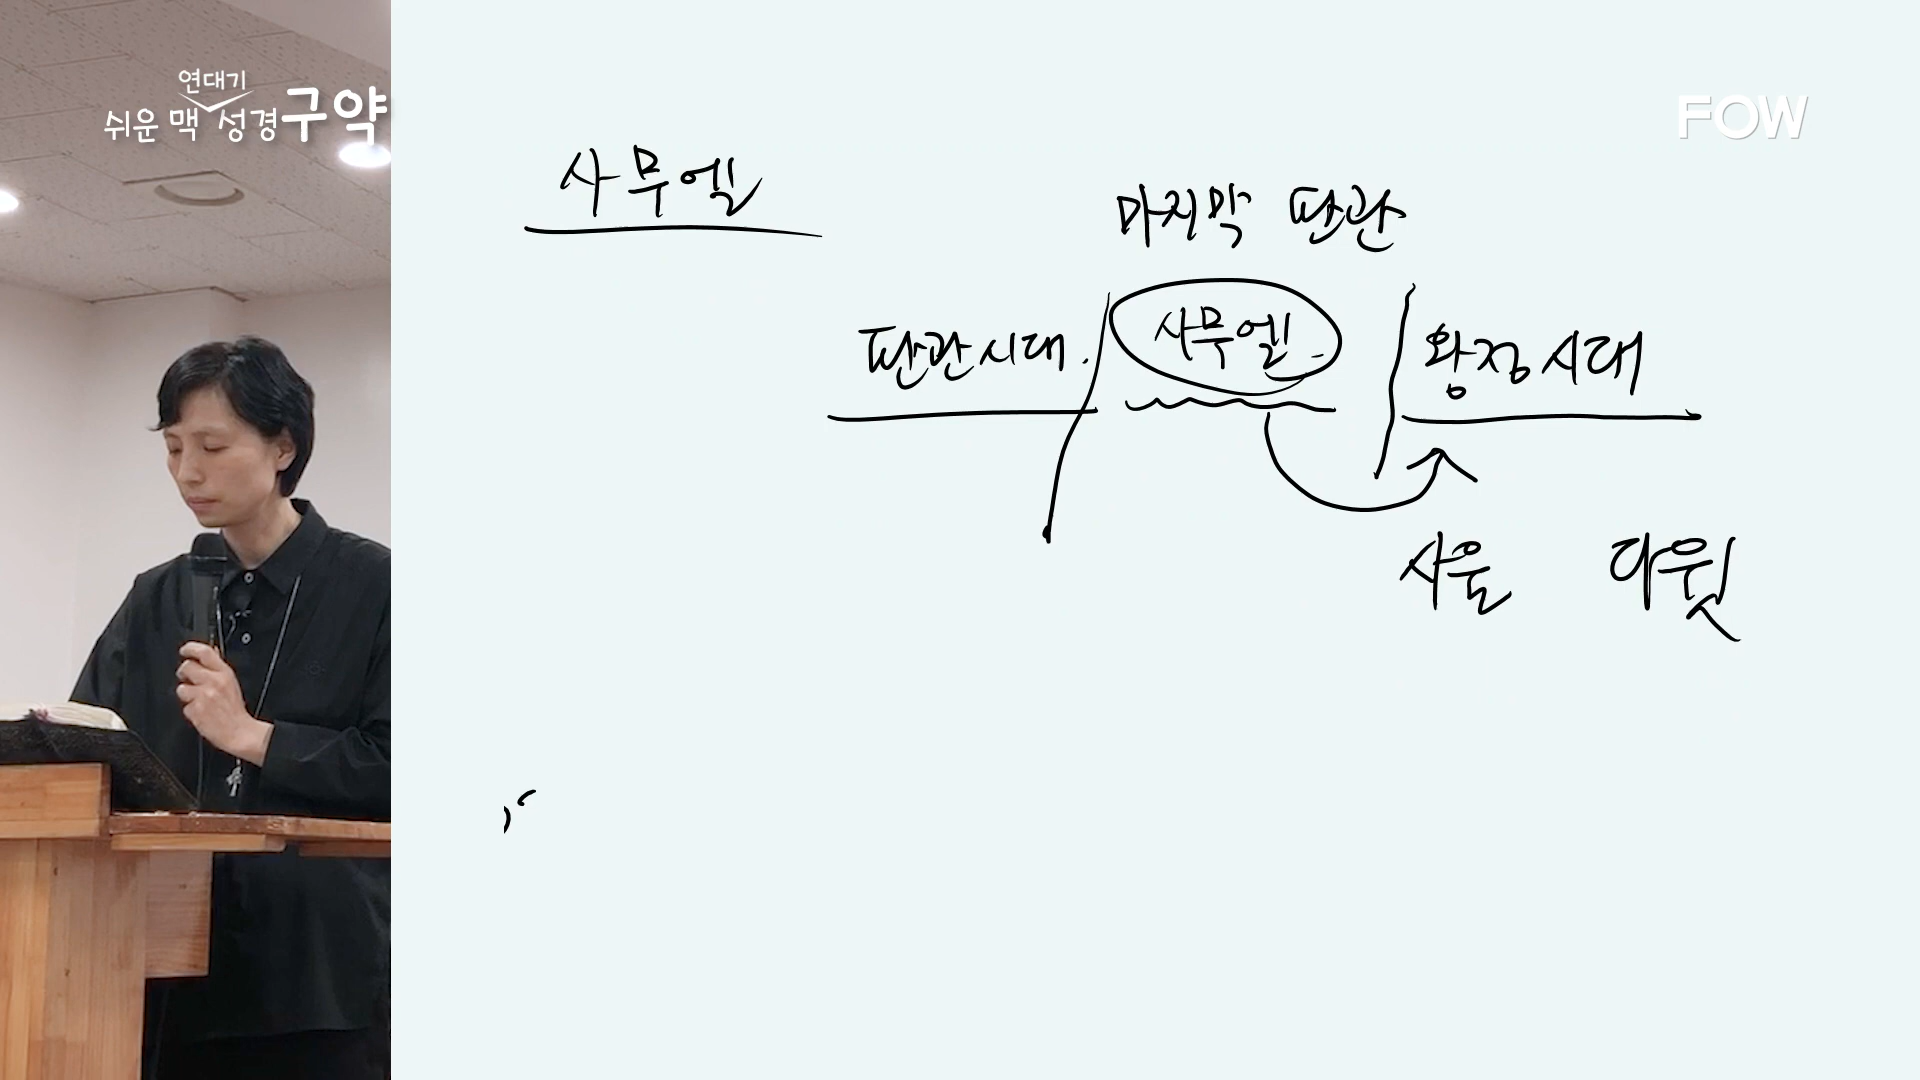 연대기
쉬운 맥 성경 구약
FOW
사무엘
마지막 판관
판관시대. 사무엘 왕정시대
사울 다윗